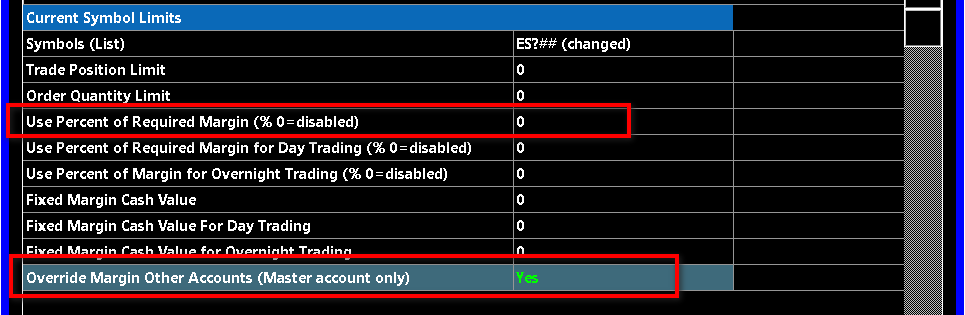 Current Symbol Limits
Symbols (List) ES?## (changed)
Trade Position Limit 0
Order Quantity Limit 0
Use Percent of Required Margin (% 0=disabled) 0
Use Percent of Required Margin for Day Trading (% 0=disabled) 0
Use Percent of Margin for Overnight Trading (% 0=disabled) 0
Fixed Margin Cash Value 0
Fixed Margin Cash Value For Day Trading 0
Fixed Margin Cash Value for Overnight Trading 0
Override Margin Other Accounts (Master account only) Yes